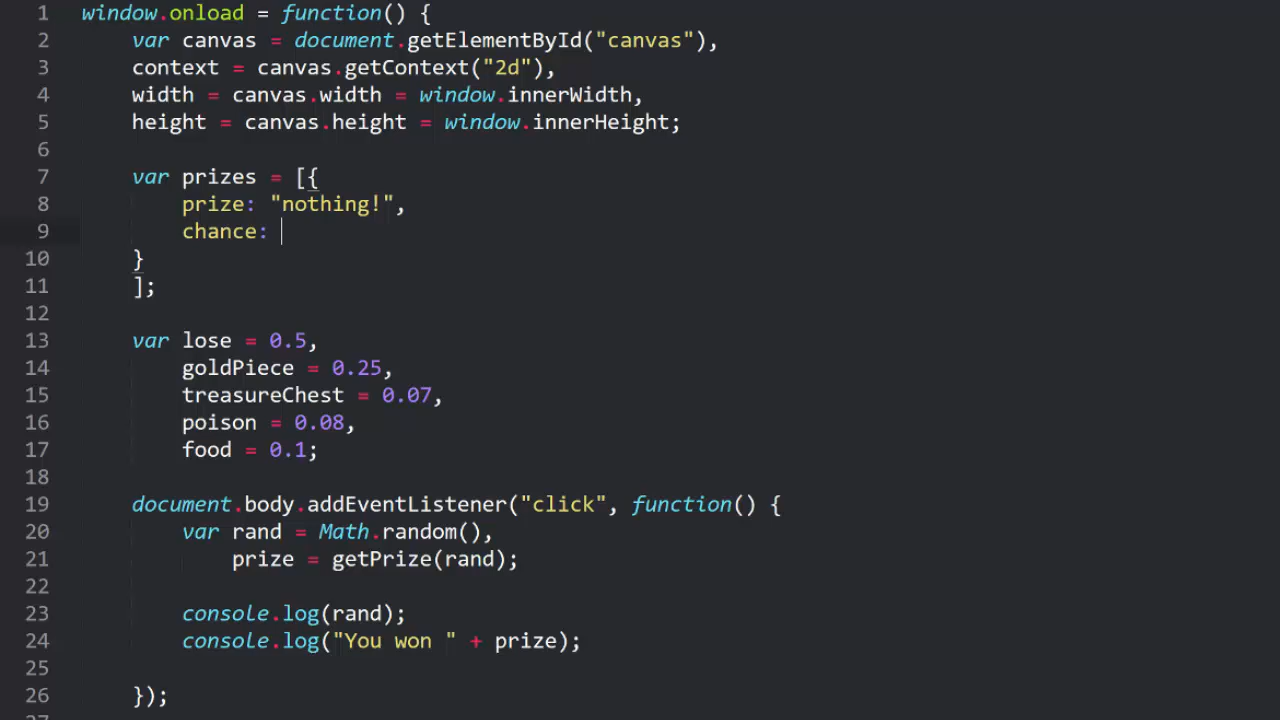 1 window.onload = function() {
2 var canvas = document.getElementById("canvas"),
3 context = canvas.getContext("2d"),
4 width = canvas.width = window.innerWidth,
5 height = canvas.height = window.innerHeight;
6
7 var prizes = [{
8 prize: "nothing!",
9 chance:
10 }
11 ];
12
13 var lose = 0.5,
14 goldPiece = 0.25,
15 treasureChest = 0.07,
16 poison = 0.08,
17 food = 0.1;
18
19 document.body.addEventListener("click", function() {
20 var rand = Math.random(),
21 prize = getPrize(rand);
22
23 console.log(rand);
24 console.log("You won " + prize);
25
26 });